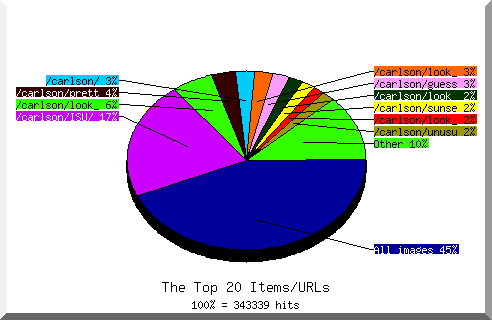 /carlson/look_ 3%
/carlson/ 3%
/carlson/guess 3%
/carlson/prett 4%
/carlson/look_ 2%
/carlson/look_ 6%
/carlson/sunse 2%
/carlson/ISU/ 17%
/carlson/look_ 2%
/carlson/unusu 2%
Other 10%
All images 45%
The Top 20 Items/URLs
100% = 343339 hits